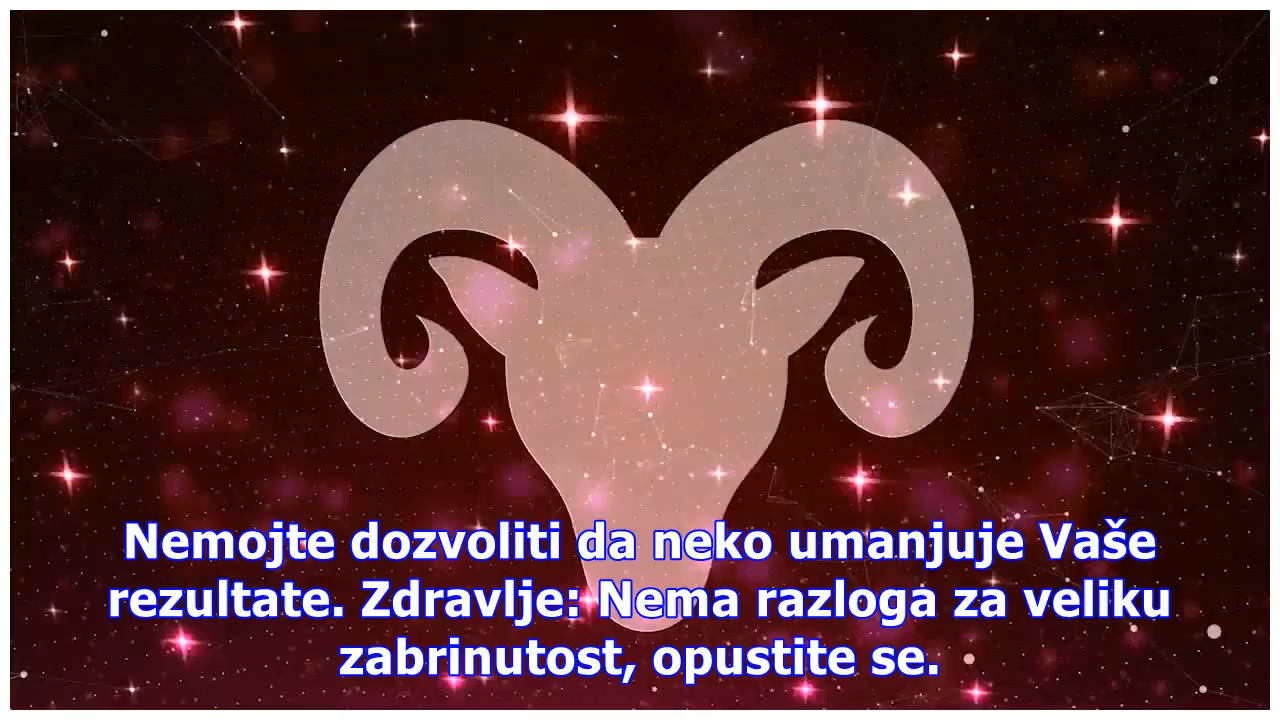 Nemojte dozvoliti da neko umanjuje Vaše
rezultate. Zdravlje: Nema razloga za veliku
zabrinutost, opustite se.